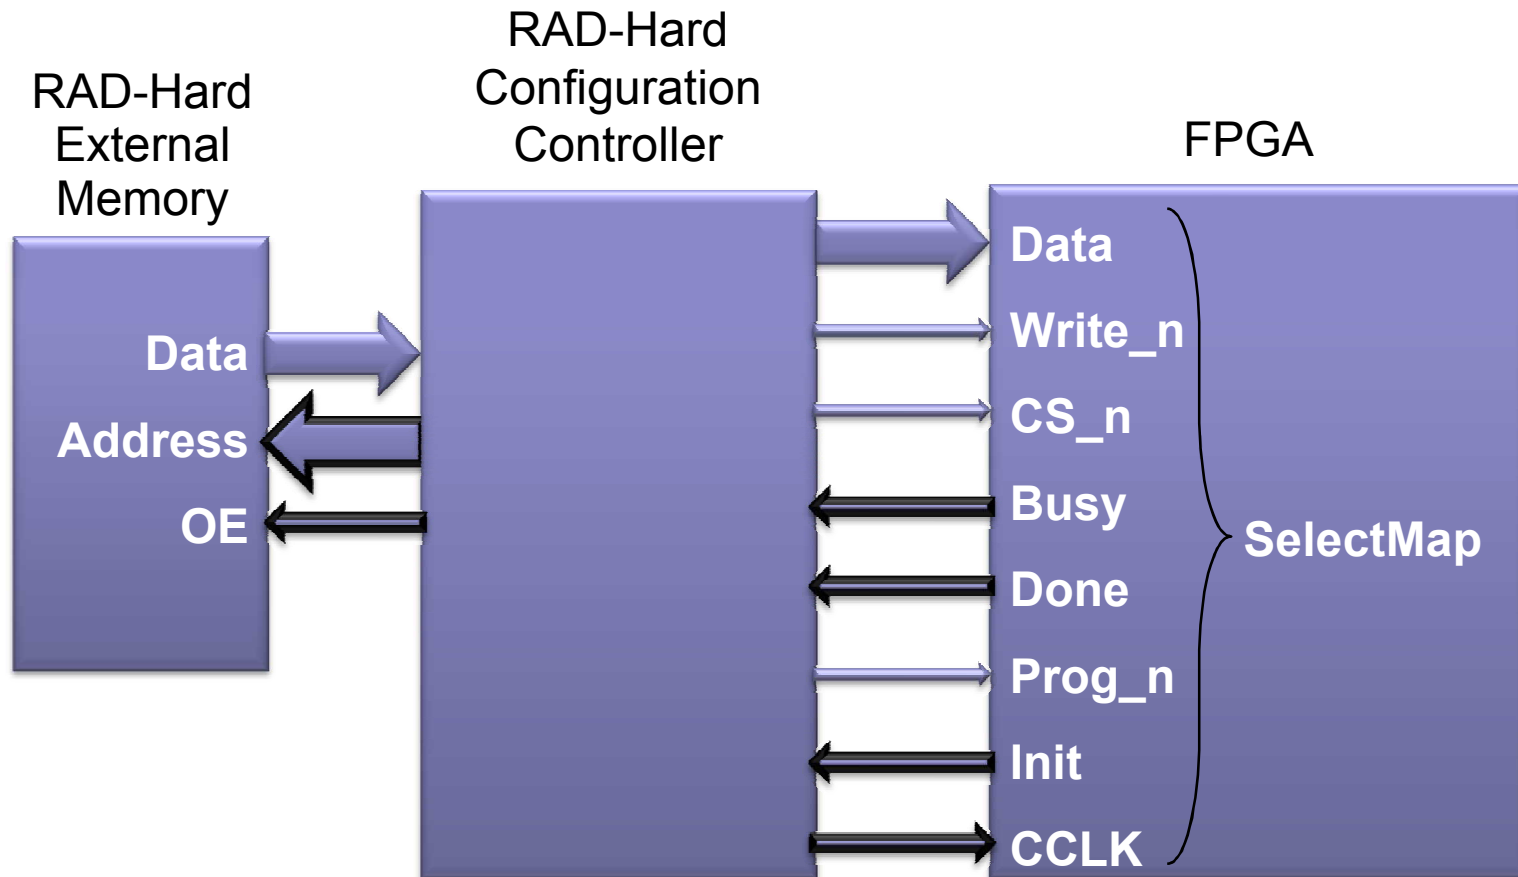 RAD-Hard
External
Memory
Data
Address
OE
RAD-Hard
Configuration
Controller
FPGA
Data
Write_n
CS_n
Busy
Done
Prog_n
Init
CCLK
SelectMap